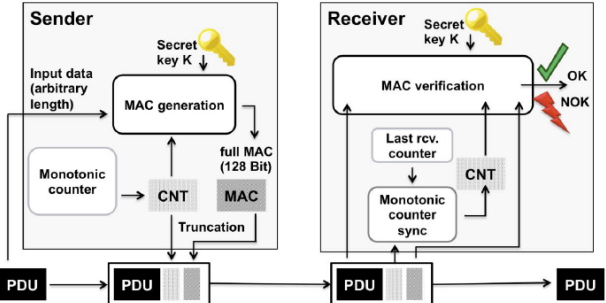 Sender
Secret
key K
Input data
(arbitrary
length)
MAC generation
full MAC
(128 Bit)
Monotonic
counter
CNT
MAC
Truncation
PDU
PDU
Receiver
Secret
key K
MAC verification
OK
NOK
Last rcv.
counter
CNT
Monotonic
counter
sync
PDU
PDU